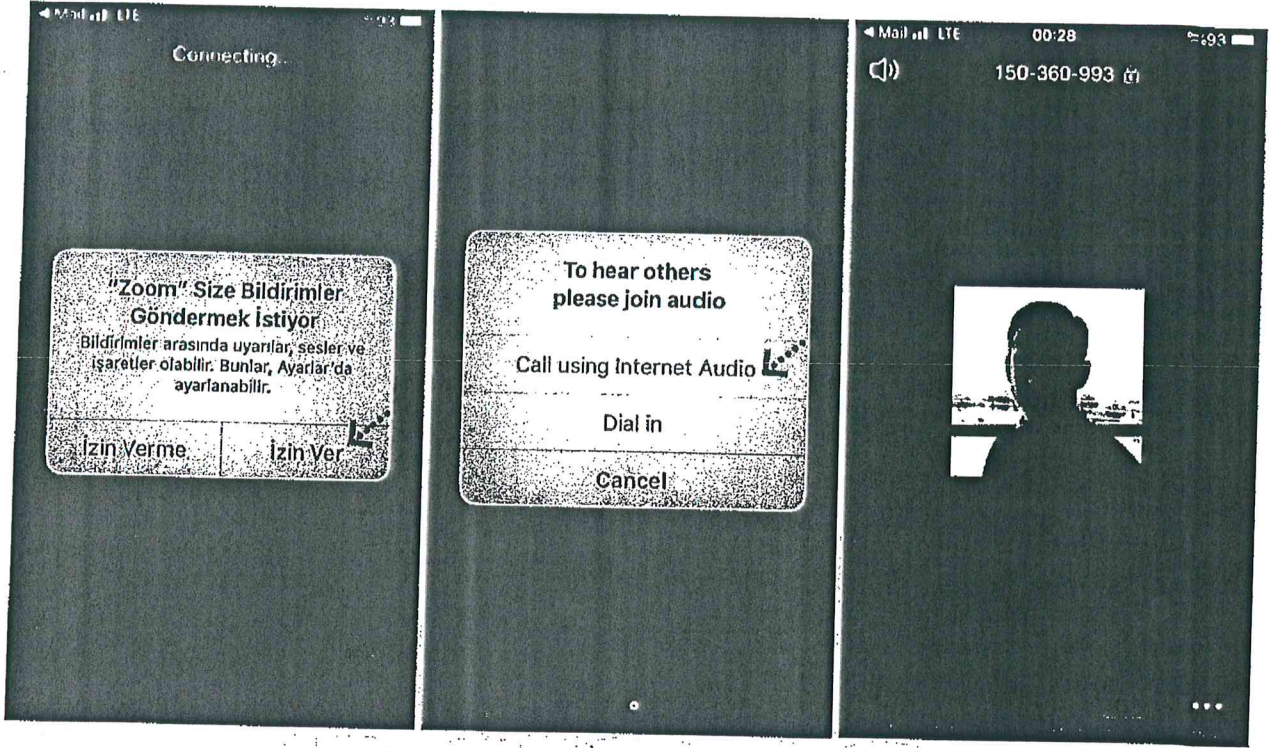 Mail LTE
Connecting...
"Zoom" Size Bildirimler
Göndermek İstiyor
Bildirimler arasında uyarılar, sesler ve
işaretler olabilir. Bunlar, Ayarlar'da
ayarlanabilir.
İzin Verme
İzin Ver
To hear others
please join audio
Call using Internet Audio
Dial in
Cancel
Mail LTE 00:28 %93
150-360-993